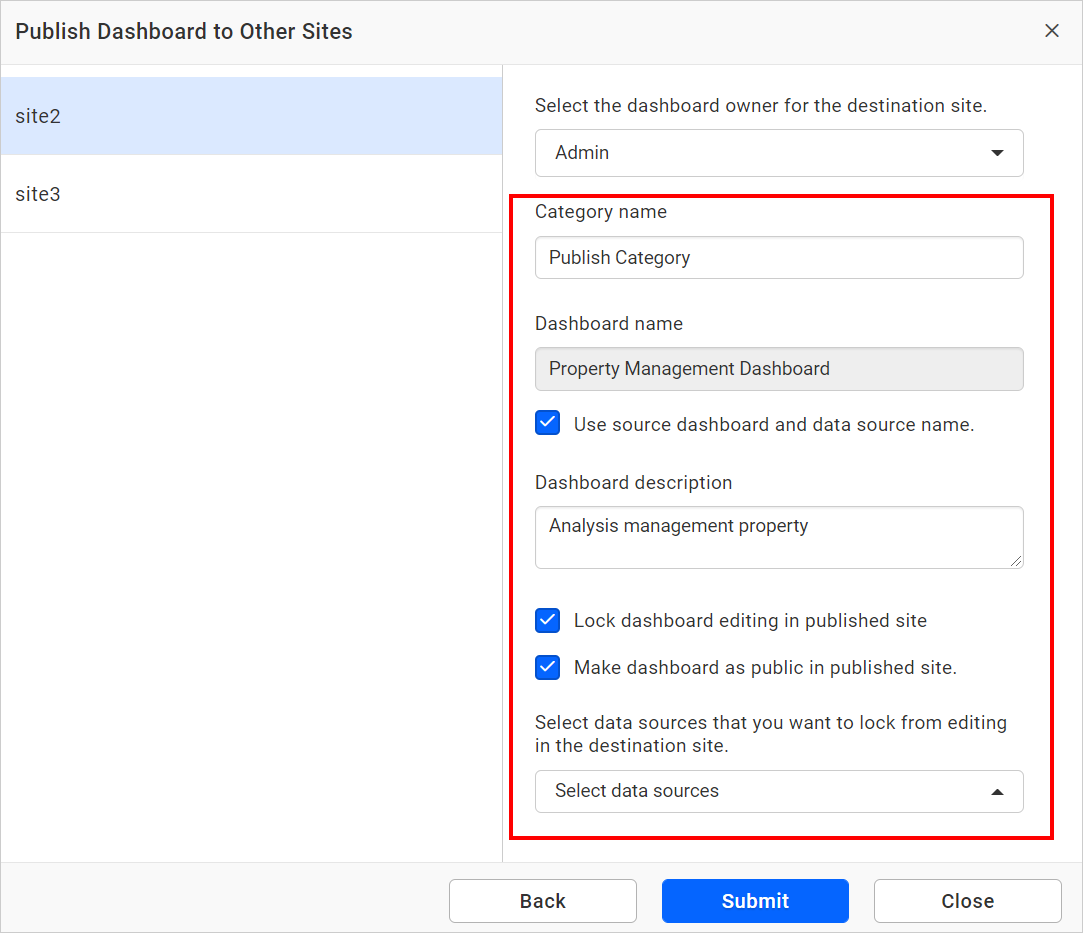 Publish Dashboard to Other Sites
site2
site3
Select the dashboard owner for the destination site.
Admin
Category name
Publish Category
Dashboard name
Property Management Dashboard
Use source dashboard and data source name.
Dashboard description
Analysis management property
Lock dashboard editing in published site
Make dashboard as public in published site.
Select data sources that you want to lock from editing
in the destination site.
Select data sources
Back
Submit
Close